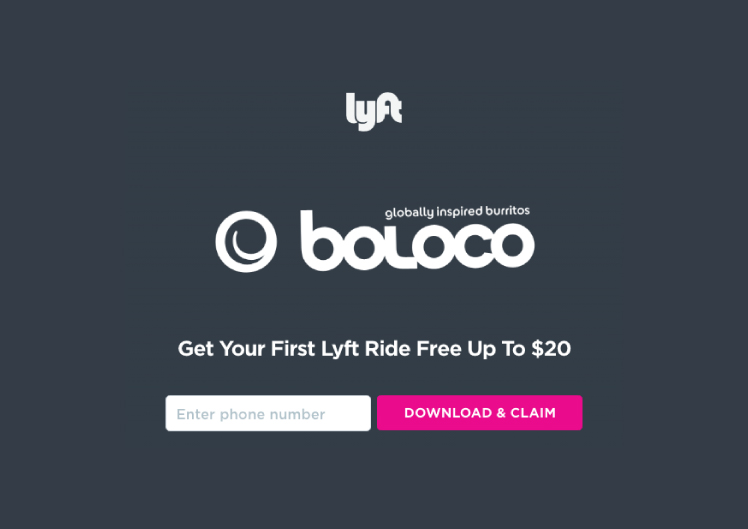 lyft
globally inspired burritos
boloco
Get Your First Lyft Ride Free Up To $20
Enter phone number
DOWNLOAD & CLAIM